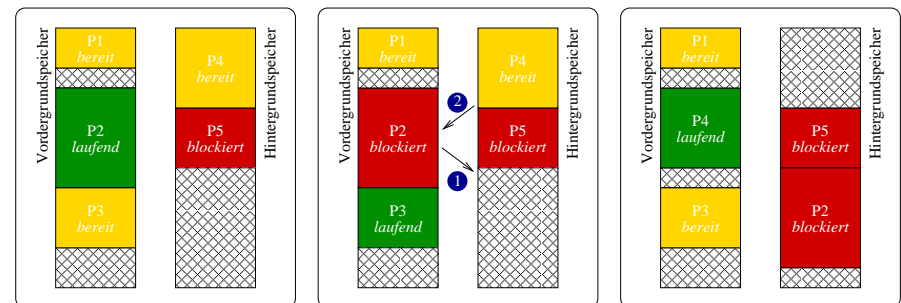 Vordergrundspeicher
P1
bereit
P2
laufend
P3
bereit
P4
bereit
P5
blockiert
Hintergrundspeicher
Vordergrundspeicher
P1
bereit
P2
blockiert
P3
laufend
2
1
P4
bereit
P5
blockiert
Hintergrundspeicher
Vordergrundspeicher
P1
bereit
P4
laufend
P3
bereit
P5
blockiert
P2
blockiert
Hintergrundspeicher